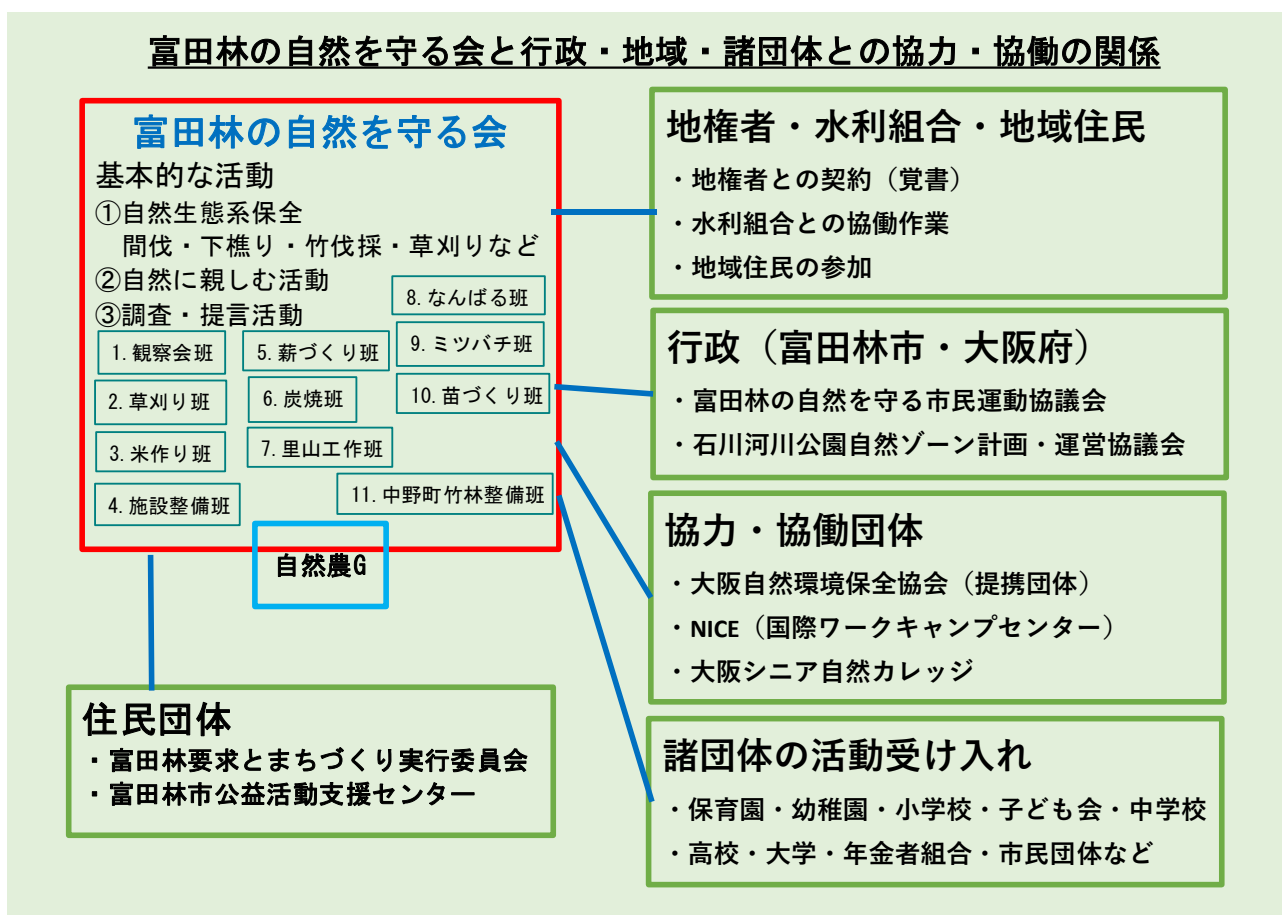 富田林の自然を守る会と行政・地域・諸団体との協力・協働の関係
富田林の自然を守る会
基本的な活動
①自然生態系保全
間伐・下樵り・竹伐採・草刈りなど
②自然に親しむ活動
③調査・提言活動
1. 観察会班
2. 草刈り班
3. 米作り班
4. 施設整備班
5. 薪づくり班
6. 炭焼班
7. 里山工作班
8. なんばる班
9. ミツバチ班
10. 苗づくり班
11. 中野町竹林整備班
自然農G
住民団体
・富田林要求とまちづくり実行委員会
・富田林市公益活動支援センター
地権者・水利組合・地域住民
・地権者との契約（覚書）
・水利組合との協働作業
・地域住民の参加
行政（富田林市・大阪府）
・富田林の自然を守る市民運動協議会
・石川河川公園自然ゾーン計画・運営協議会
協力・協働団体
・大阪自然環境保全協会（提携団体）
・NICE（国際ワークキャンプセンター）
・大阪シニア自然カレッジ
諸団体の活動受け入れ
・保育園・幼稚園・小学校・子ども会・中学校
・高校・大学・年金者組合・市民団体など